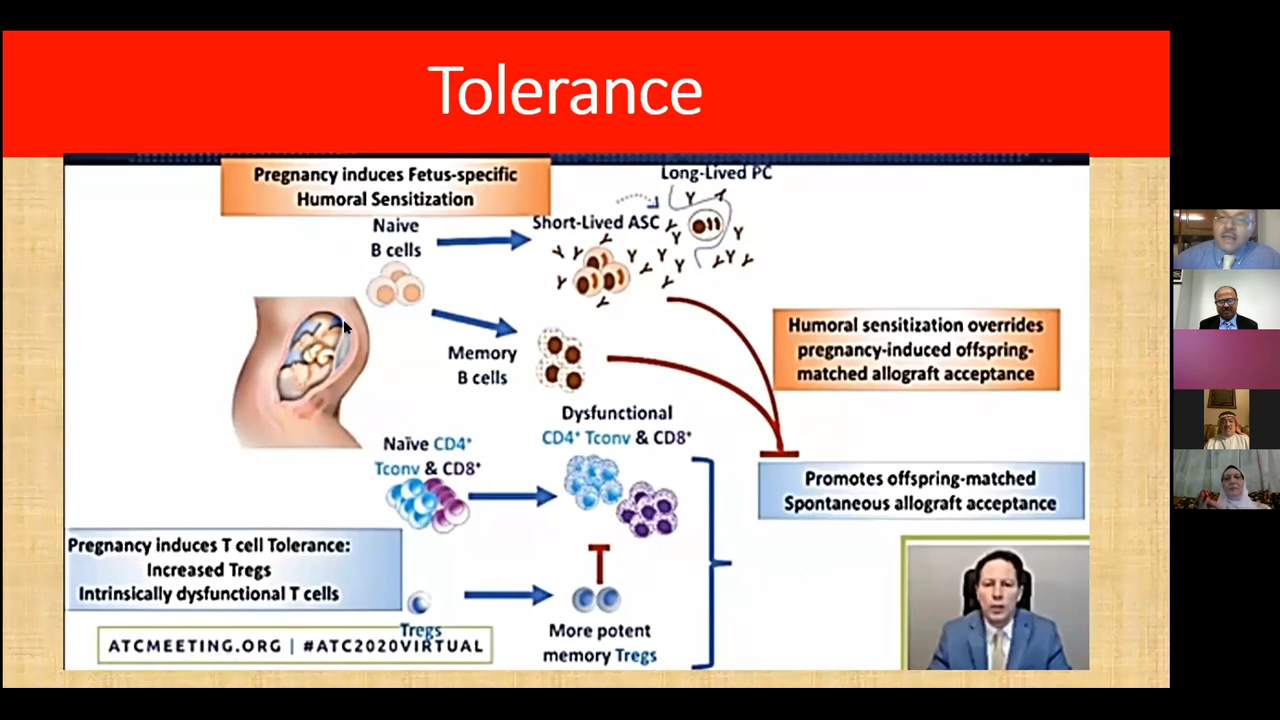 Tolerance
Pregnancy induces Fetus-specific
Humoral Sensitization
Long-Lived PC
Naive
B cells
Short-Lived ASC
Memory
B cells
Humoral sensitization overrides
pregnancy-induced offspring-
matched allograft acceptance
Dysfunctional
CD4⁺ Tconv & CD8⁺
Naïve CD4⁺
Tconv & CD8⁺
Promotes offspring-matched
Spontaneous allograft acceptance
Pregnancy induces T cell Tolerance:
Increased Tregs
Intrinsically dysfunctional T cells
Tregs
More potent
memory Tregs
ATCMEETING.ORG | #ATC2020VIRTUAL